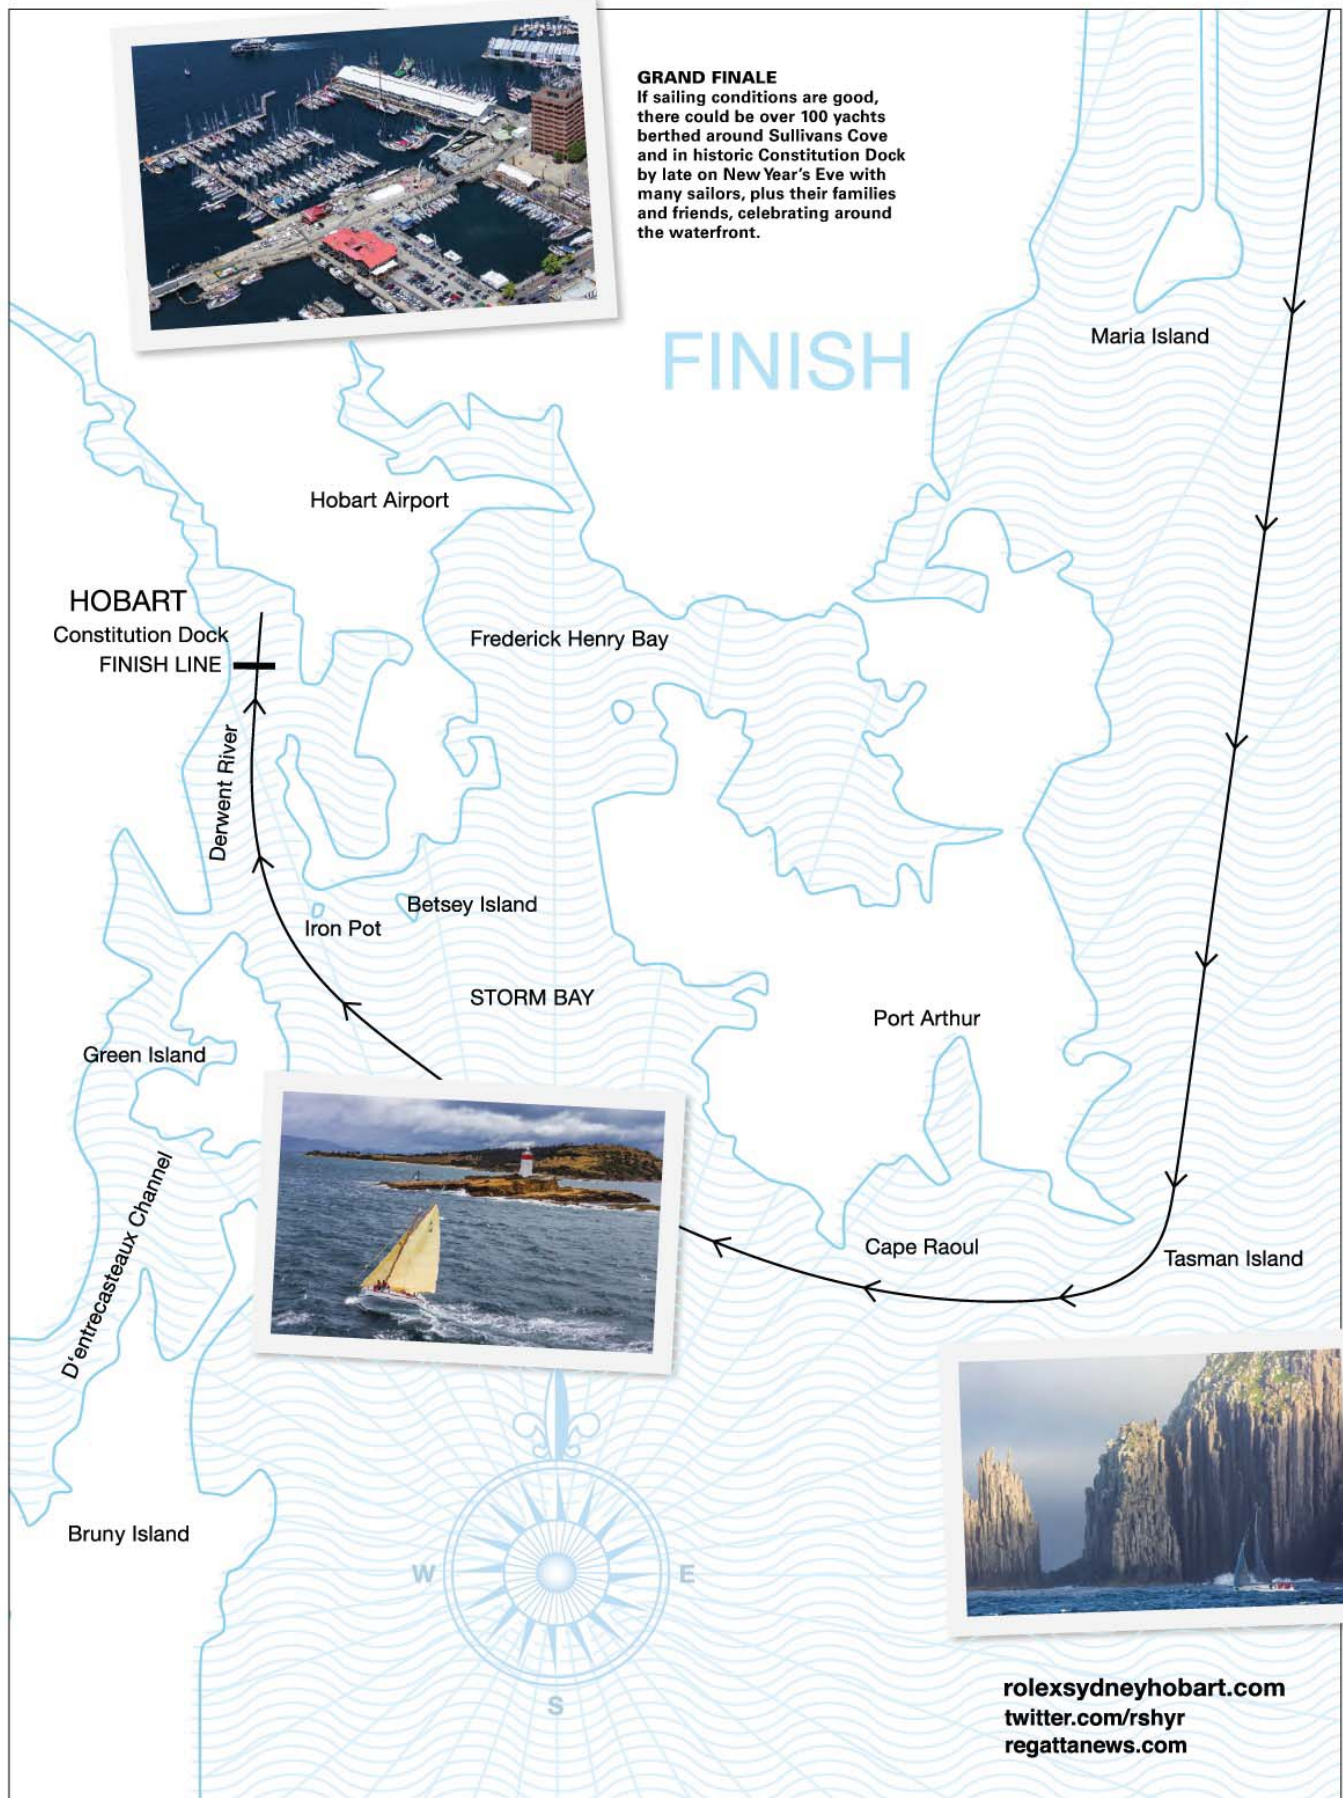 GRAND FINALE
If sailing conditions are good,
there could be over 100 yachts
berthed around Sullivans Cove
and in historic Constitution Dock
by late on New Year's Eve with
many sailors, plus their families
and friends, celebrating around
the waterfront.
FINISH
Maria Island
Hobart Airport
HOBART
Constitution Dock
FINISH LINE
Frederick Henry Bay
Derwent River
Betsey Island
Iron Pot
STORM BAY
Port Arthur
Green Island
D'entrecasteaux Channel
Cape Raoul
Tasman Island
Bruny Island
W
E
S
rolexsydneyhobart.com
twitter.com/rshyr
regattanews.com